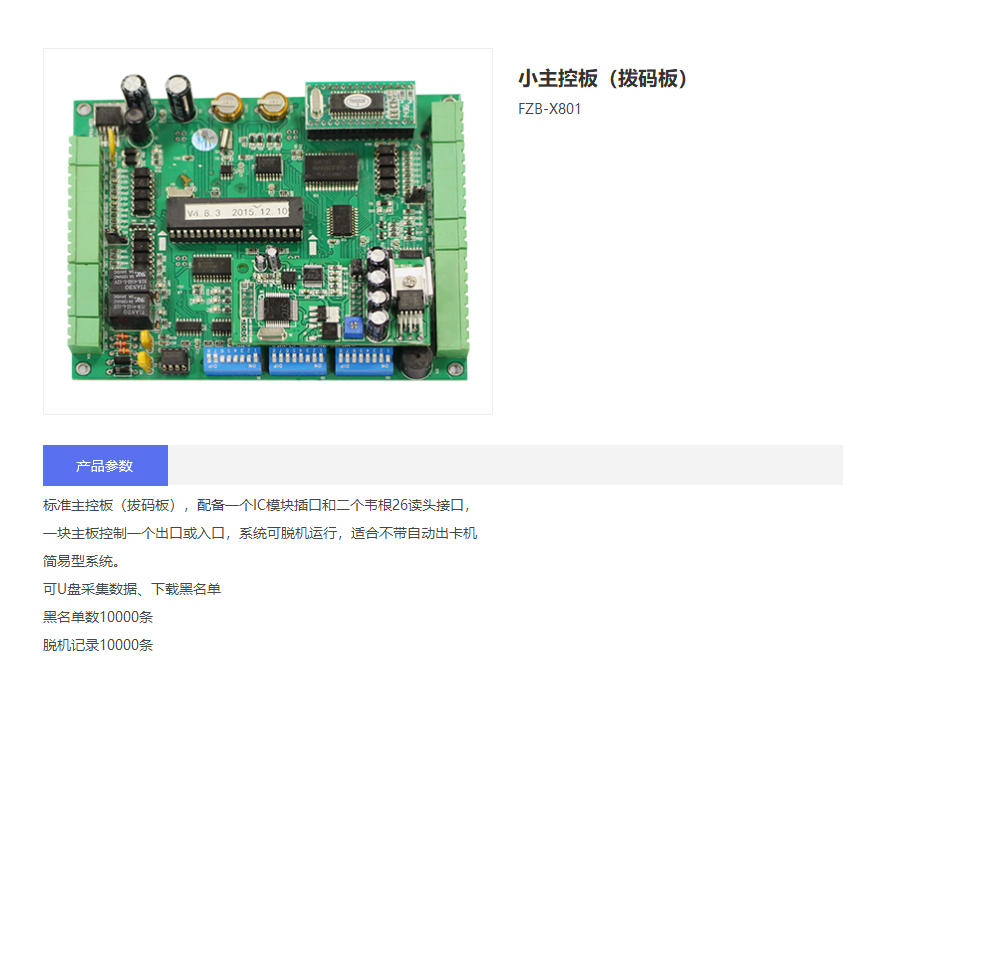 小主控板（拨码板）
FZB-X801
V4.8.3 2015.12.10
产品参数
标准主控板（拔码板），配备一个IC模块插口和二个韦根26读头接口，
一块主板控制一个出口或入口，系统可脱机运行，适合不带自动出卡机
简易型系统。
可U盘采集数据、下载黑名单
黑名单数10000条
脱机记录10000条